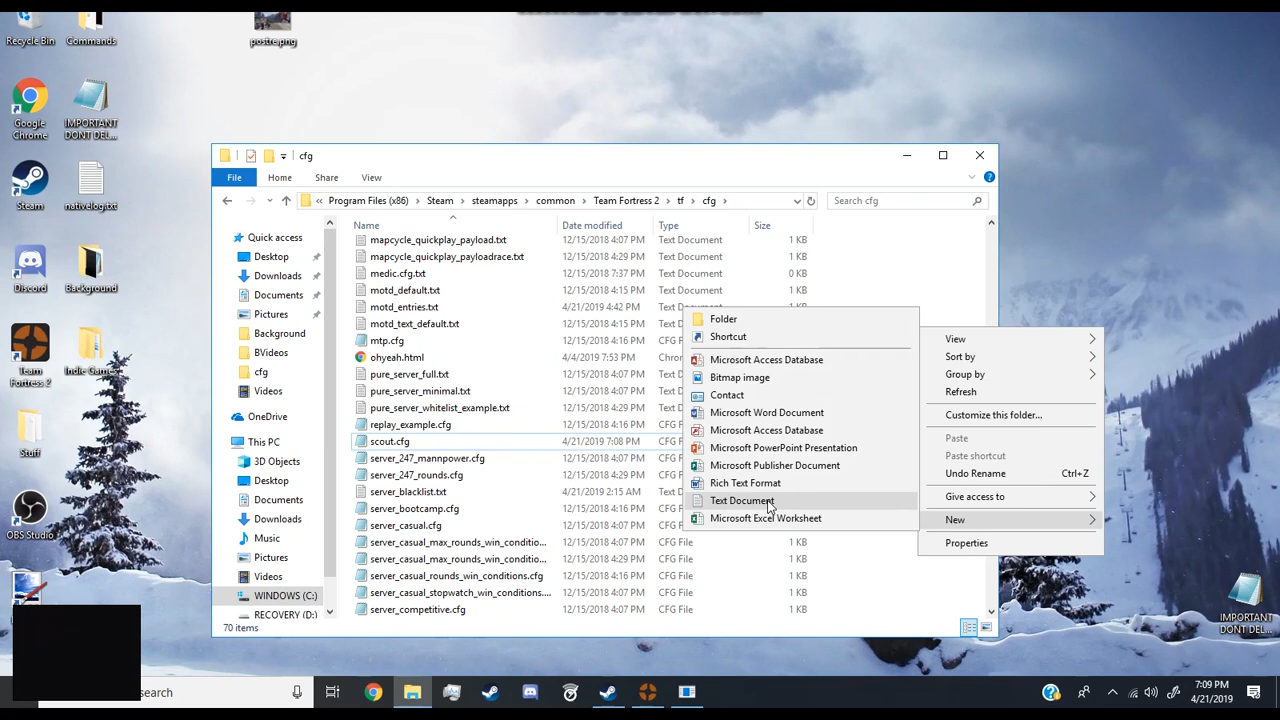 Recycle Bin
Commands
postre.png
Google
Chrome
IMPORTANT
DONT DEL...
Steam
nativelog.txt
Discord
Background
Team
Fortress 2
Indie Games
Stuff
OBS Studio
IMPORTANT
DONT DEL...
cfg
File
Home
Share
View
Program Files (x86)
Steam
steamapps
common
Team Fortress 2
tf
cfg
Search cfg
Name
Date modified
Type
Size
Quick access
Desktop
Downloads
Documents
Pictures
Background
BVideos
cfg
Videos
OneDrive
This PC
3D Objects
Desktop
Documents
Downloads
Music
Pictures
Videos
WINDOWS (C:)
RECOVERY (D:)
mapcycle_quickplay_payload.txt 12/15/2018 4:07 PM Text Document 1 KB
mapcycle_quickplay_payloadrace.txt 12/15/2018 4:29 PM Text Document 1 KB
medic.cfg.txt 12/15/2018 7:37 PM Text Document 0 KB
motd_default.txt 12/15/2018 4:15 PM Text Document 1 KB
motd_entries.txt 4/21/2019 4:42 PM Text Document 1 KB
motd_text_default.txt 12/15/2018 4:15 PM
mtp.cfg 12/15/2018 4:07 PM
ohyeah.html 4/4/2019 7:53 PM
pure_server_full.txt 12/15/2018 4:07 PM
pure_server_minimal.txt 12/15/2018 4:07 PM
pure_server_whitelist_example.txt 12/15/2018 4:29 PM
replay_example.cfg 12/15/2018 4:16 PM
scout.cfg 4/21/2019 7:08 PM
server_247_mannpower.cfg 12/15/2018 4:07 PM
server_247_rounds.cfg 12/15/2018 4:07 PM
server_blacklist.txt 4/21/2019 2:15 AM
server_bootcamp.cfg 12/15/2018 4:07 PM
server_casual.cfg 12/15/2018 4:07 PM
server_casual_max_rounds_win_conditio... 12/15/2018 4:07 PM CFG File 1 KB
server_casual_max_rounds_win_conditio... 12/15/2018 4:29 PM CFG File 1 KB
server_casual_rounds_win_conditions.cfg 12/15/2018 4:16 PM CFG File 1 KB
server_casual_stopwatch_win_conditions.... 12/15/2018 4:07 PM CFG File 1 KB
server_competitive.cfg 12/15/2018 4:07 PM CFG File 1 KB
70 items
Folder
Shortcut
Microsoft Access Database
Bitmap image
Contact
Microsoft Word Document
Microsoft Access Database
Microsoft PowerPoint Presentation
Microsoft Publisher Document
Rich Text Format
Text Document
Microsoft Excel Worksheet
View
Sort by
Group by
Refresh
Customize this folder...
Paste
Paste shortcut
Undo Rename Ctrl+Z
Give access to
New
Properties
search
7:09 PM
4/21/2019